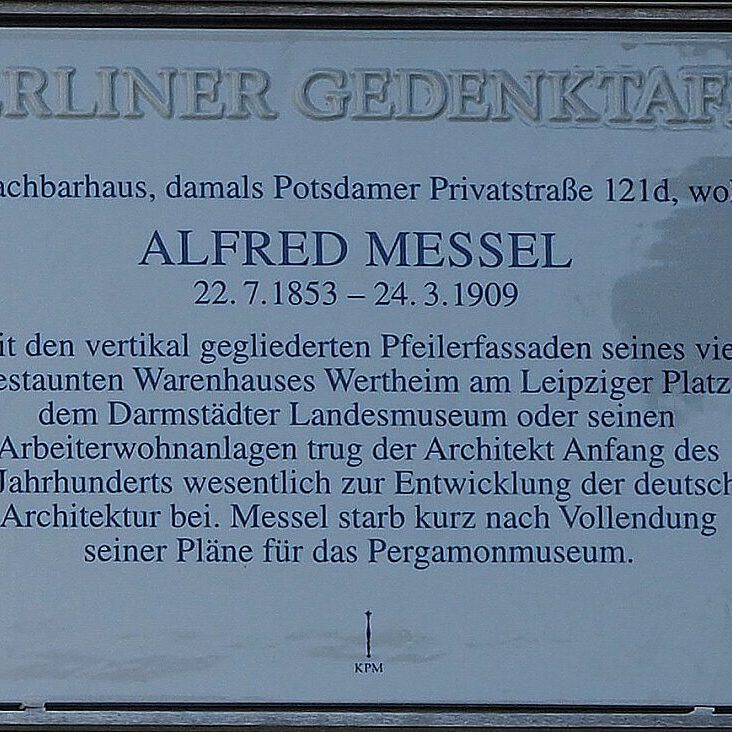 ERLINER GEDENKTAF
achbarhaus, damals Potsdamer Privatstraße 121d, wo
ALFRED MESSEL
22.7.1853 – 24.3.1909
it den vertikal gegliederten Pfeilerfassaden seines vie
estaunten Warenhauses Wertheim am Leipziger Platz
dem Darmstädter Landesmuseum oder seinen
Arbeiterwohnanlagen trug der Architekt Anfang des
Jahrhunderts wesentlich zur Entwicklung der deutsch
Architektur bei. Messel starb kurz nach Vollendung
seiner Pläne für das Pergamonmuseum.
KPM